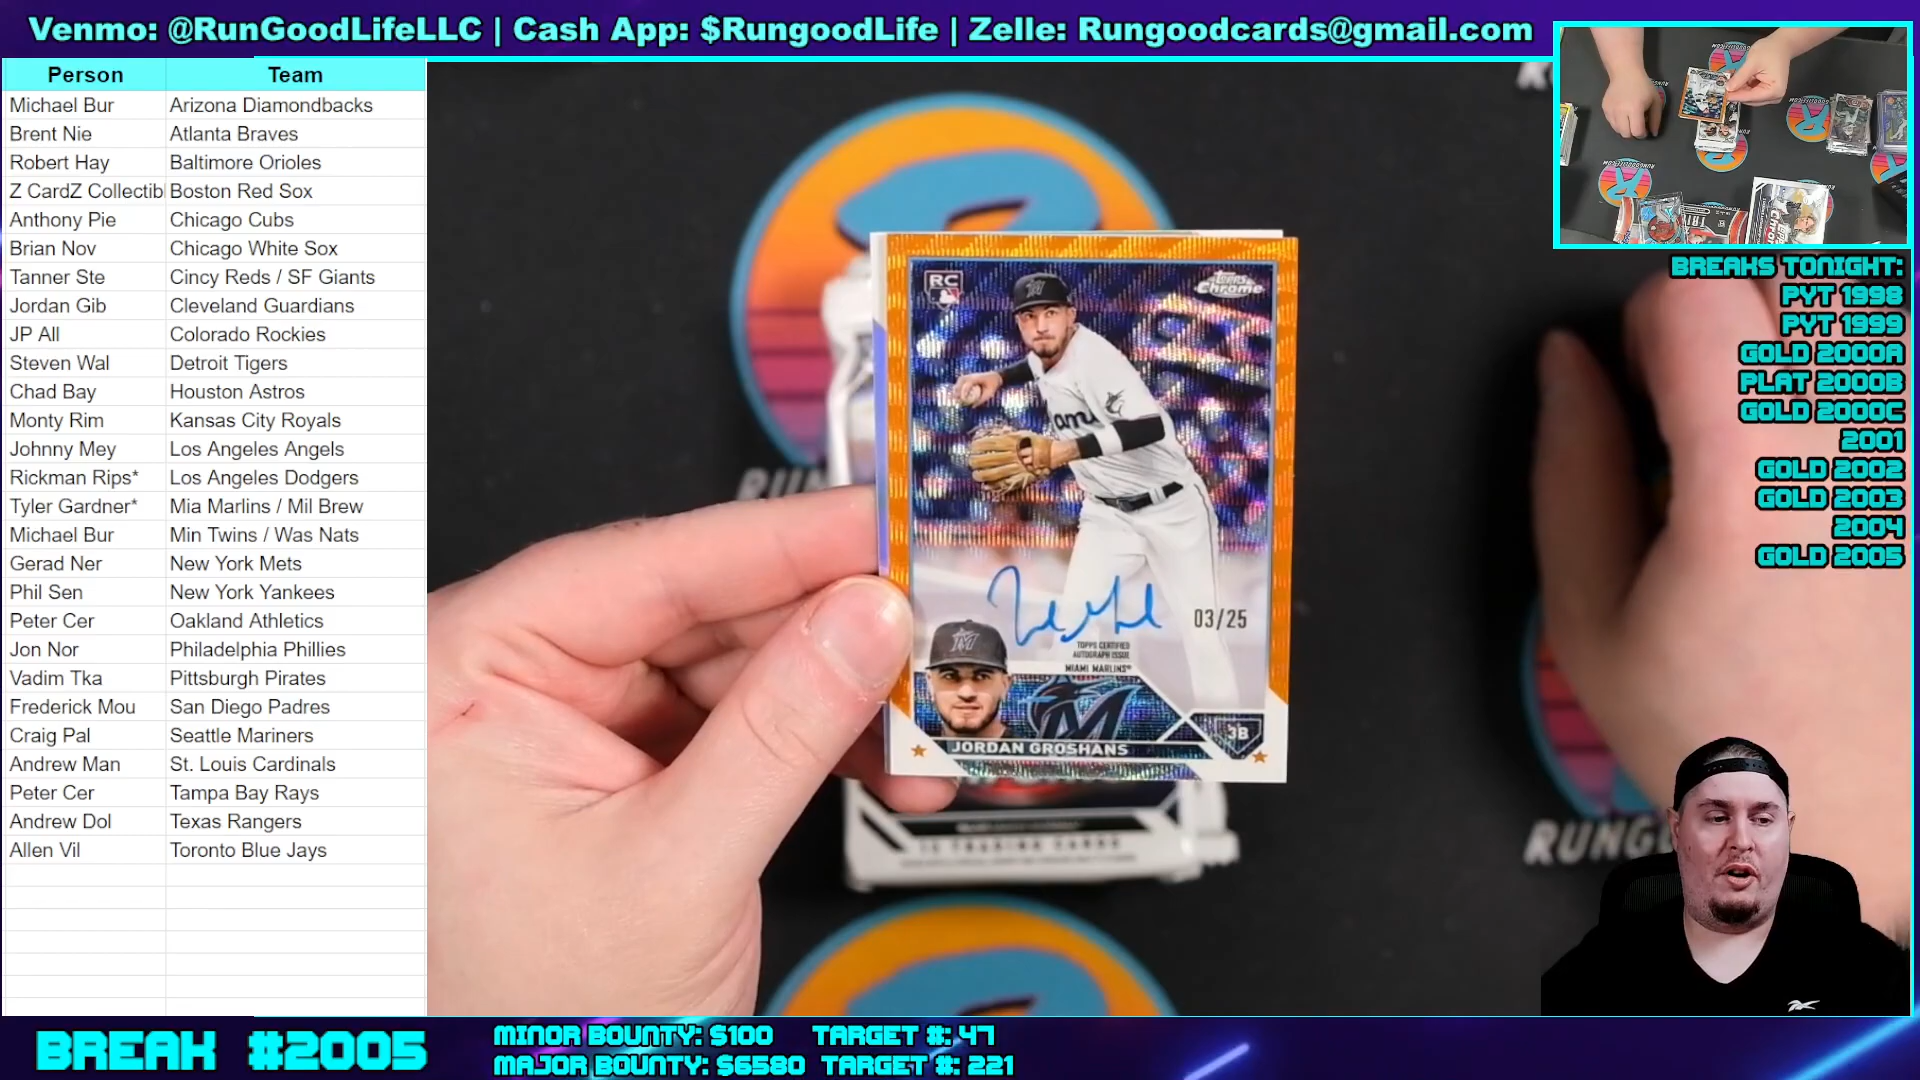 Venmo: @RunGoodLifeLLC | Cash App: $RungoodLife | Zelle: Rungoodcards@gmail.com
Person Team
Michael Bur Arizona Diamondbacks
Brent Nie Atlanta Braves
Robert Hay Baltimore Orioles
Z CardZ Collectibl Boston Red Sox
Anthony Pie Chicago Cubs
Brian Nov Chicago White Sox
Tanner Ste Cincy Reds / SF Giants
Jordan Gib Cleveland Guardians
JP All Colorado Rockies
Steven Wal Detroit Tigers
Chad Bay Houston Astros
Monty Rim Kansas City Royals
Johnny Mey Los Angeles Angels
Rickman Rips* Los Angeles Dodgers
Tyler Gardner* Mia Marlins / Mil Brew
Michael Bur Min Twins / Was Nats
Gerad Ner New York Mets
Phil Sen New York Yankees
Peter Cer Oakland Athletics
Jon Nor Philadelphia Phillies
Vadim Tka Pittsburgh Pirates
Frederick Mou San Diego Padres
Craig Pal Seattle Mariners
Andrew Man St. Louis Cardinals
Peter Cer Tampa Bay Rays
Andrew Dol Texas Rangers
Allen Vil Toronto Blue Jays
RC
Topps Chrome
03/25
TOPPS CERTIFIED
AUTOGRAPH ISSUE
MIAMI MARLINS
M
3B
JORDAN GROSHANS
TRADING CARDS
BREAKS TONIGHT:
PYT 1998
PYT 1999
GOLD 2000A
PLAT 2000B
GOLD 2000C
2001
GOLD 2002
GOLD 2003
2004
GOLD 2005
BREAK #2005
MINOR BOUNTY: $100 TARGET #: 47
MAJOR BOUNTY: $6580 TARGET #: 221